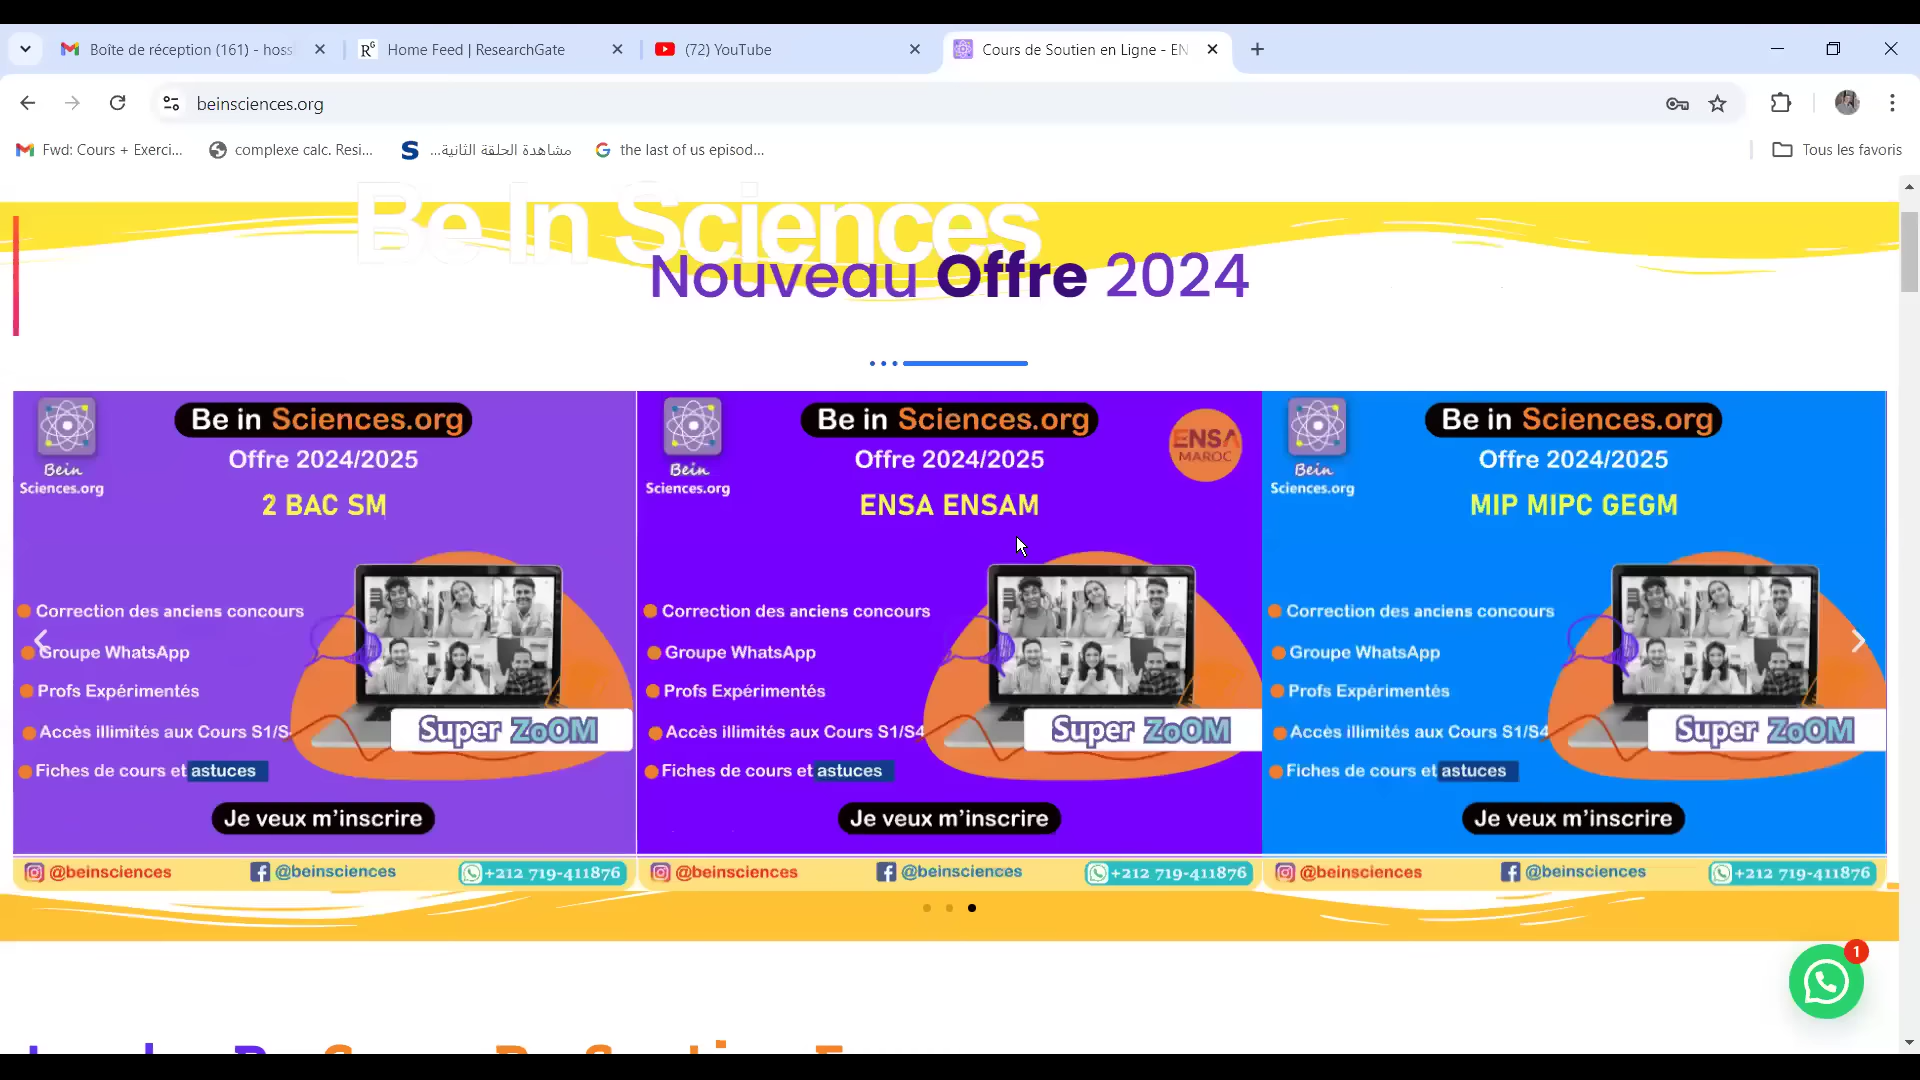 Boîte de réception (161) - hoss
Home Feed | ResearchGate
(72) YouTube
Cours de Soutien en Ligne - EN
beinsciences.org
Fwd: Cours + Exerci...
complexe calc. Resi...
مشاهدة الحلقة الثانية...
the last of us episod...
Tous les favoris
Be In Sciences
Nouveau Offre 2024
Be in Sciences.org
Offre 2024/2025
2 BAC SM
Bein
Sciences.org
Correction des anciens concours
Groupe WhatsApp
Profs Expérimentés
Accès illimités aux Cours S1/S
Fiches de cours et astuces
Super ZoOM
Je veux m'inscrire
@beinsciences
@beinsciences
+212 719-411876
Be in Sciences.org
Offre 2024/2025
ENSA ENSAM
Bein
Sciences.org
ENSA
MAROC
Correction des anciens concours
Groupe WhatsApp
Profs Expérimentés
Accès illimités aux Cours S1/S4
Fiches de cours et astuces
Super ZoOM
Je veux m'inscrire
@beinsciences
@beinsciences
+212 719-411876
Be in Sciences.org
Offre 2024/2025
MIP MIPC GEGM
Bein
Sciences.org
Correction des anciens concours
Groupe WhatsApp
Profs Expérimentés
Accès illimités aux Cours S1/S4
Fiches de cours et astuces
Super ZoOM
Je veux m'inscrire
@beinsciences
@beinsciences
+212 719-411876
1